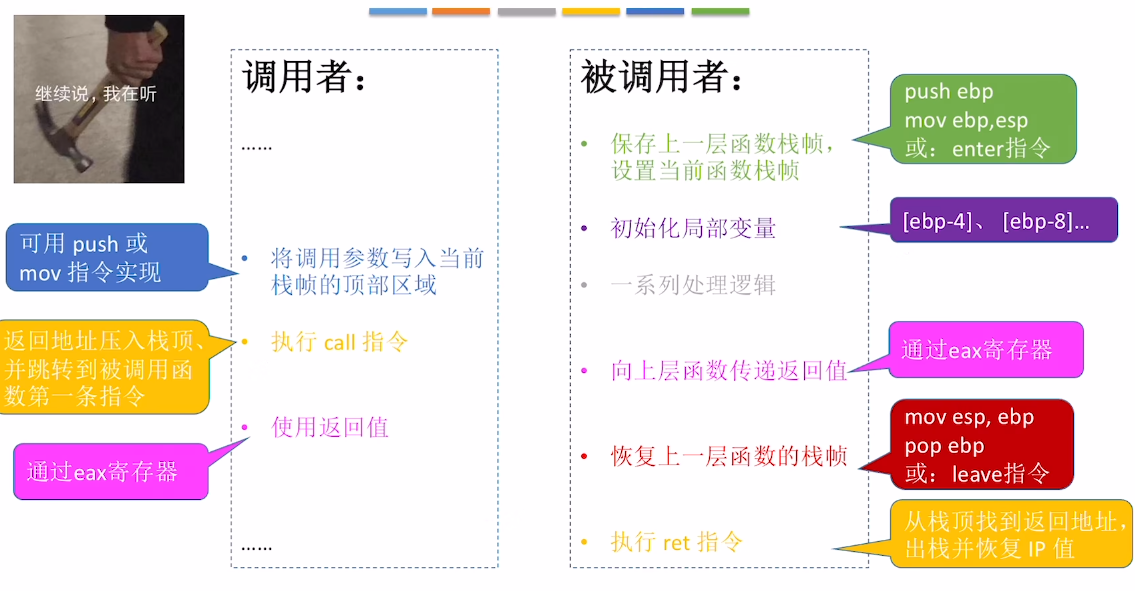 继续说，我在听
调用者：
……
可用 push 或
mov 指令实现
• 将调用参数写入当前
栈帧的顶部区域
返回地址压入栈顶、
并跳转到被调用函
数第一条指令
• 执行 call 指令
• 使用返回值
通过eax寄存器
……
被调用者：
• 保存上一层函数栈帧，
设置当前函数栈帧
push ebp
mov ebp,esp
或：enter指令
• 初始化局部变量
[ebp-4]、 [ebp-8]...
• 一系列处理逻辑
• 向上层函数传递返回值
通过eax寄存器
• 恢复上一层函数的栈帧
mov esp, ebp
pop ebp
或：leave指令
• 执行 ret 指令
从栈顶找到返回地址，
出栈并恢复 IP 值